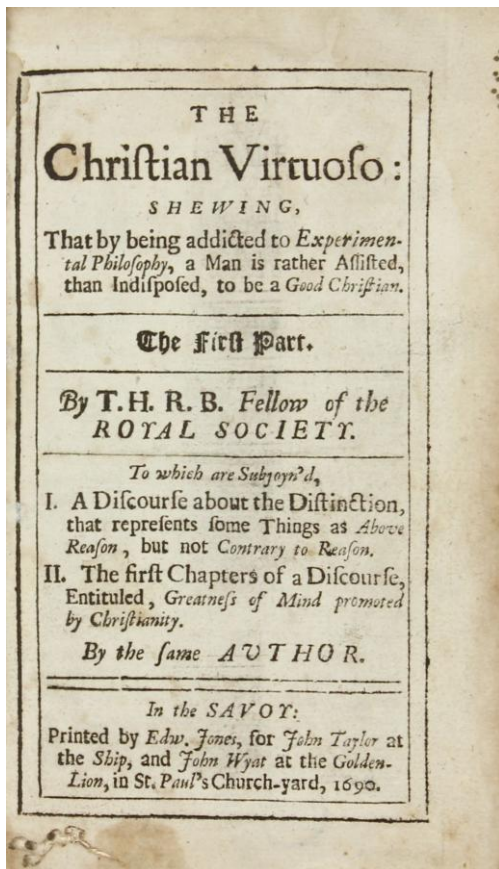 THE
Chriſtian Virtuoſo:
SHEWING,
That by being addicted to Experimen-
tal Philoſophy, a Man is rather Aſſiſted,
than Indiſpoſed, to be a Good Chriſtian.
The Firſt Part.
By T. H. R. B. Fellow of the
ROYAL SOCIETY.
To which are Subjoyn'd,
I. A Diſcourſe about the Diſtinction,
that repreſents ſome Things as Above
Reaſon, but not Contrary to Reaſon.
II. The firſt Chapters of a Diſcourſe,
Entituled, Greatneſs of Mind promoted
by Chriſtianity.
By the ſame AUTHOR.
In the SAVOY:
Printed by Edw. Jones, for John Taylor at
the Ship, and John Wyat at the Golden-
Lion, in St. Paul's Church-yard, 1690.